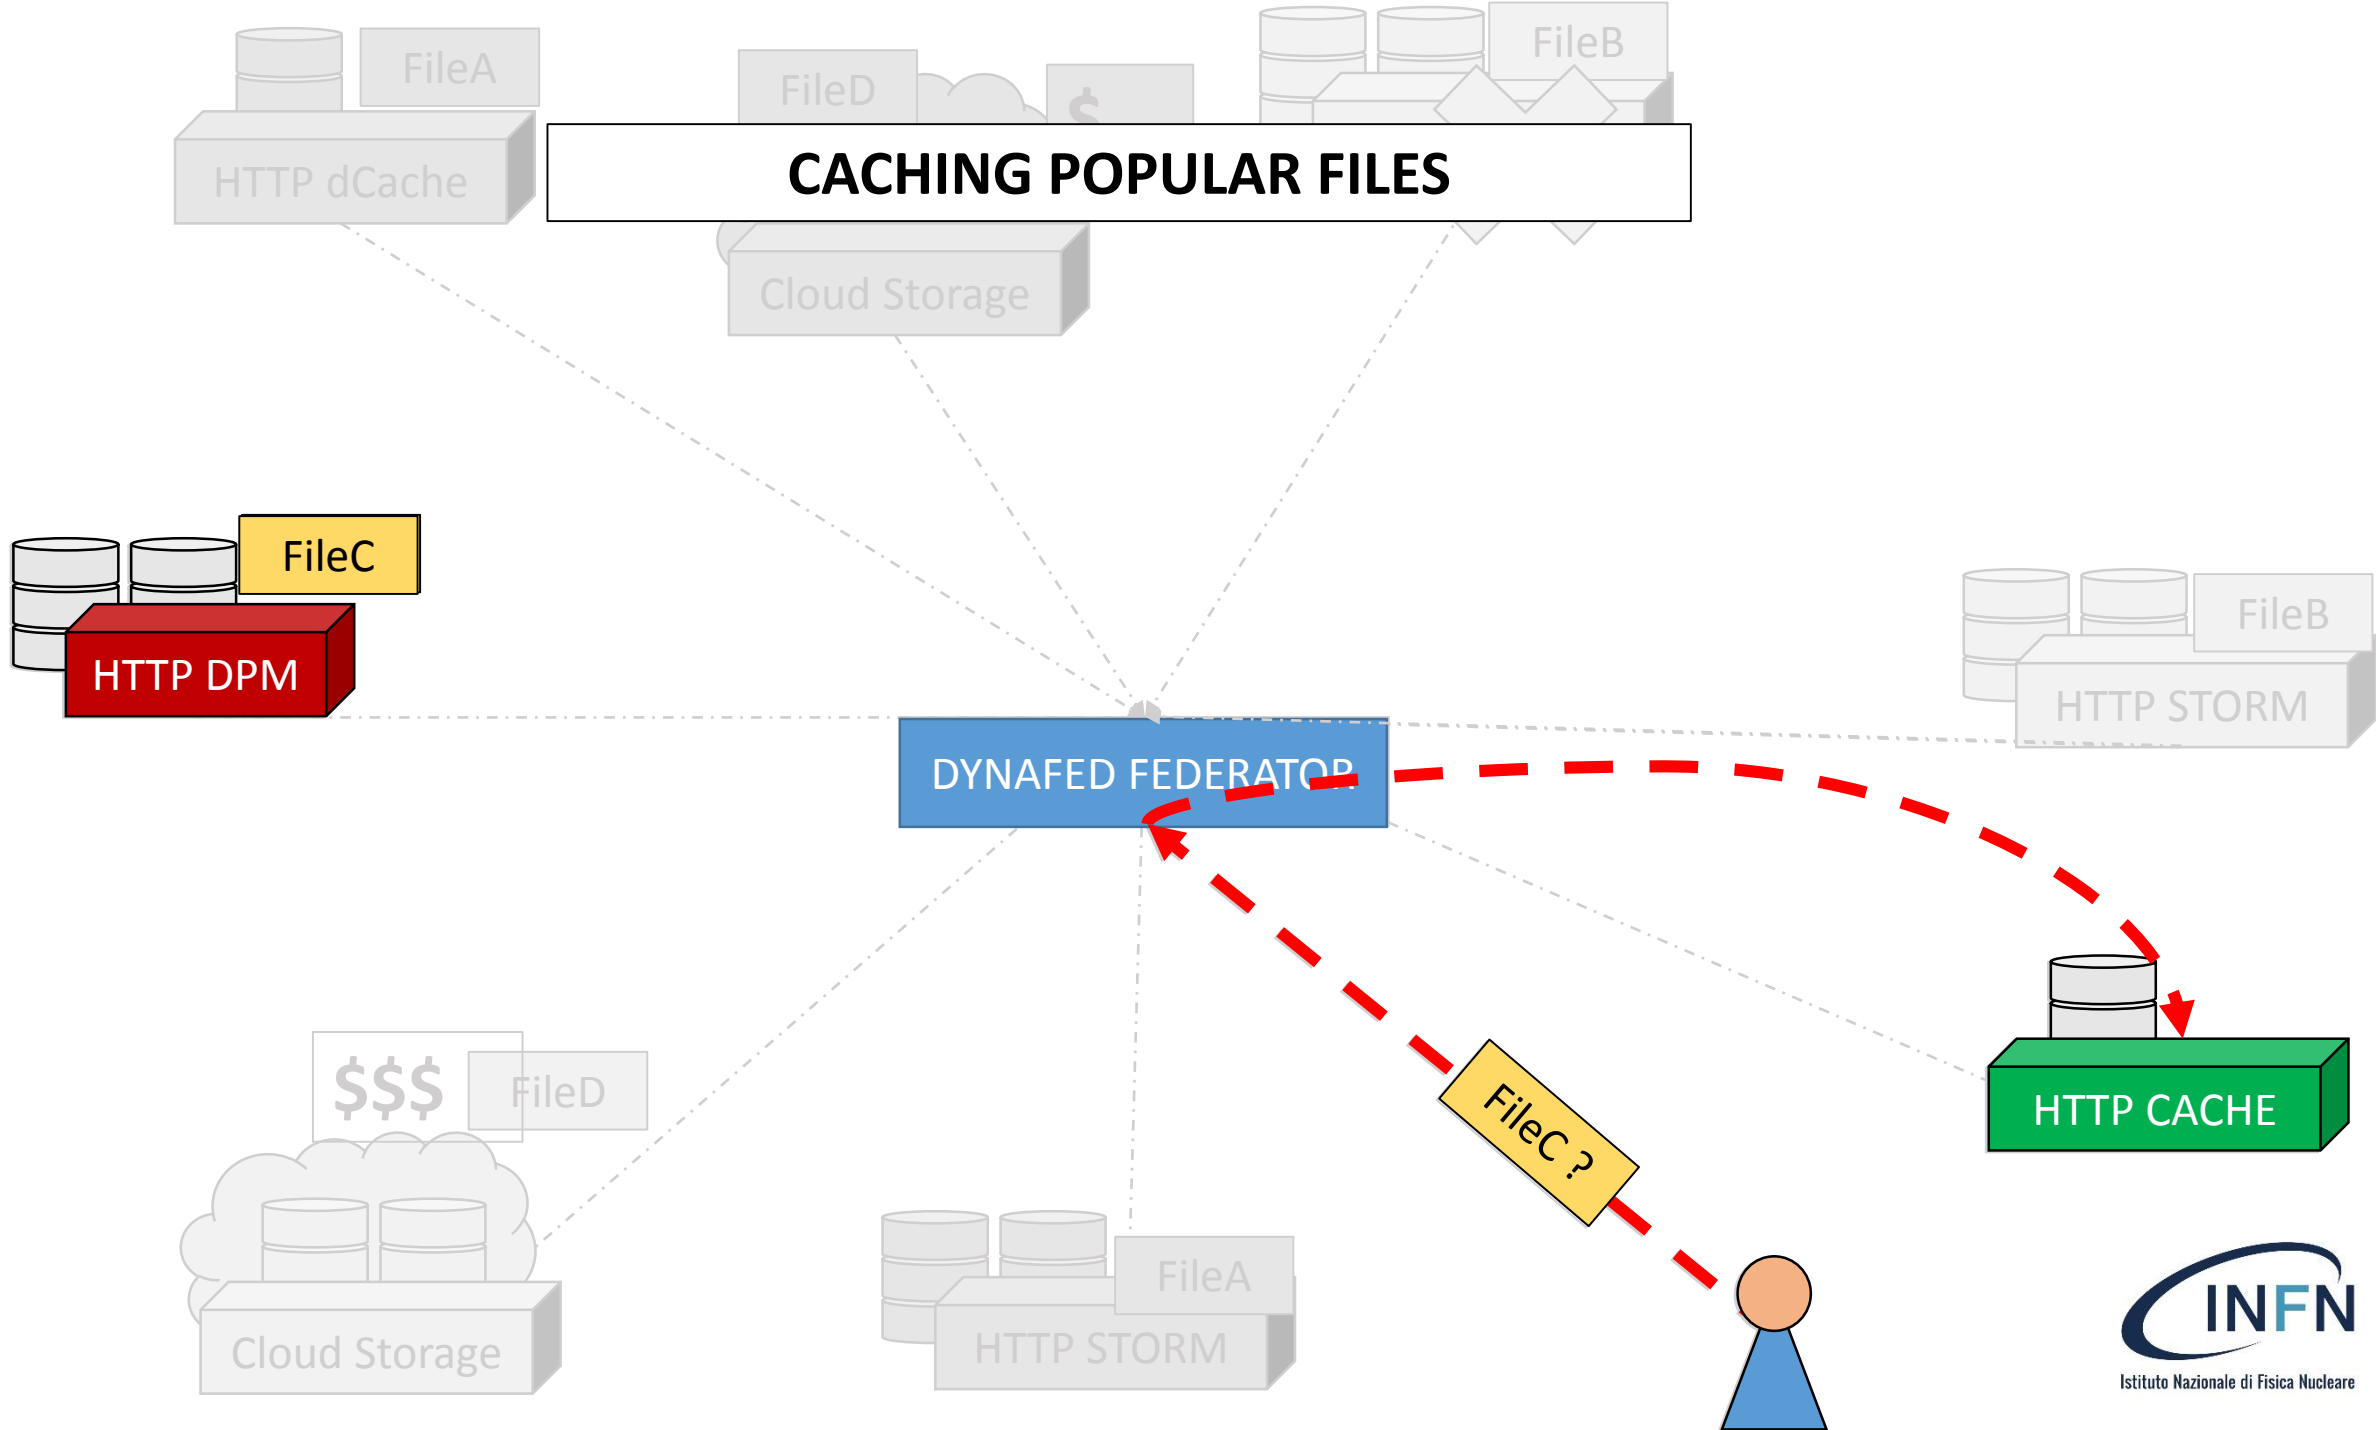 FileA
FileD
$
FileB
HTTP dCache
CACHING POPULAR FILES
Cloud Storage
FileC
HTTP DPM
FileB
HTTP STORM
DYNAFED FEDERATOR
$$$
FileD
FileC ?
HTTP CACHE
Cloud Storage
FileA
HTTP STORM
INFN
Istituto Nazionale di Fisica Nucleare